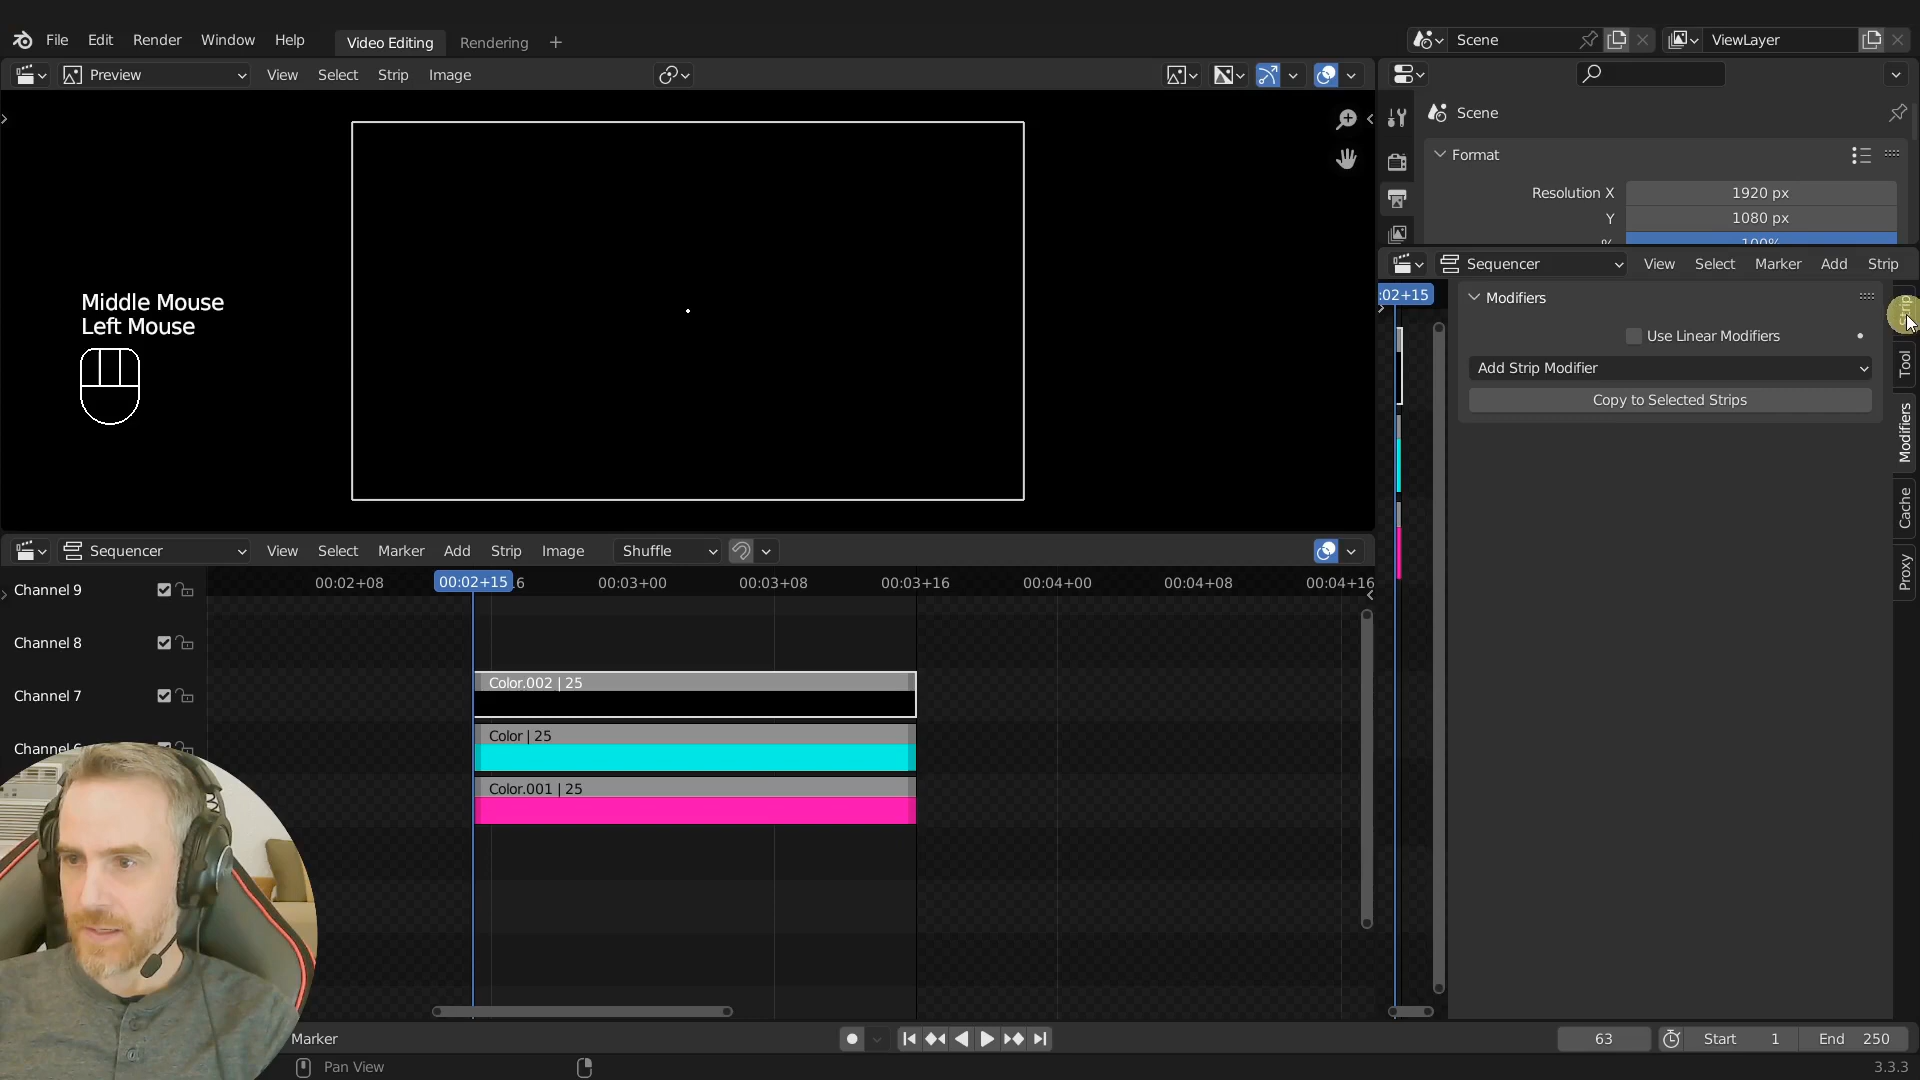 File Edit Render Window Help Video Editing Rendering + Scene ViewLayer
Preview View Select Strip Image
Scene
Format
Resolution X 1920 px
Y 1080 px
% 100%
Sequencer View Select Marker Add Strip
:02+15
Modifiers
Use Linear Modifiers
Add Strip Modifier
Copy to Selected Strips
Strip
Tool
Modifiers
Cache
Proxy
Middle Mouse
Left Mouse
Sequencer View Select Marker Add Strip Image Shuffle
00:02+08 00:02+15 6 00:03+00 00:03+08 00:03+16 00:04+00 00:04+08 00:04+16
Channel 9
Channel 8
Channel 7
Channel 6
Color.002 | 25
Color | 25
Color.001 | 25
Marker
63 Start 1 End 250
Pan View
3.3.3